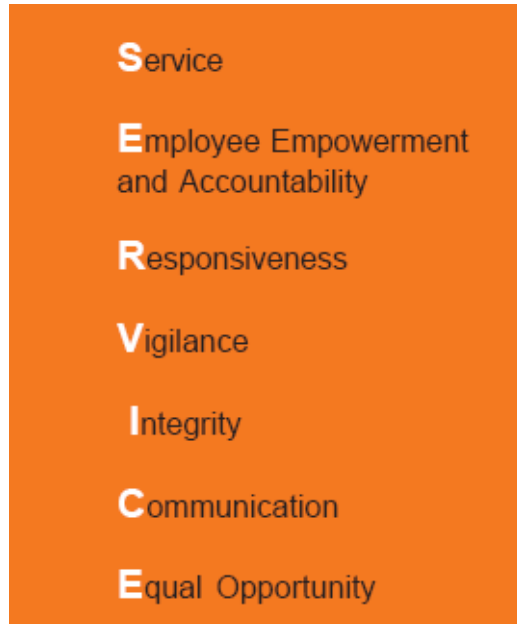 Service
Employee Empowerment
and Accountability
Responsiveness
Vigilance
Integrity
Communication
Equal Opportunity